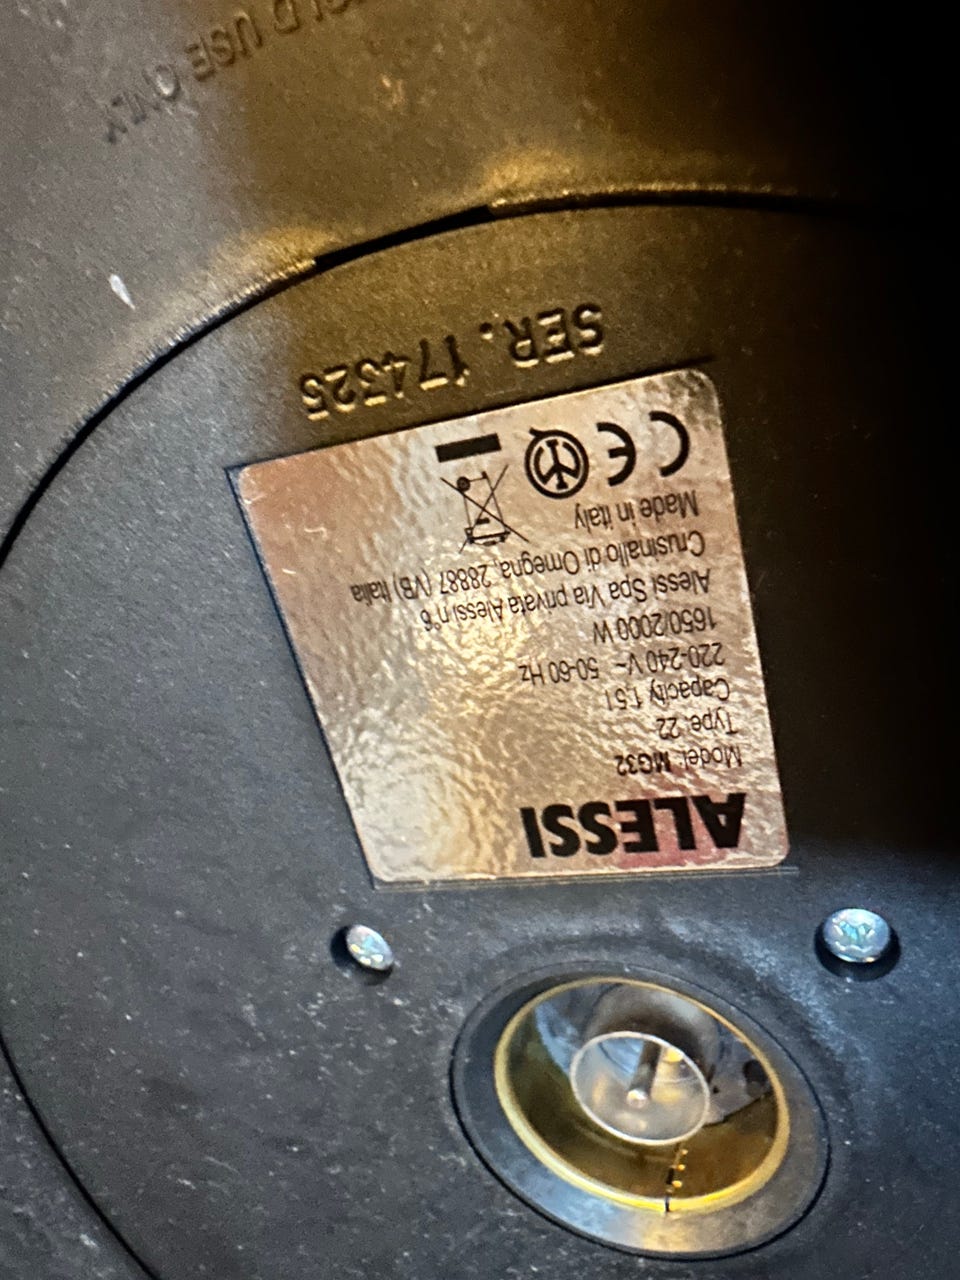 ALESSI
Model: MG32
Type: 22
Capacity 1.5 l
220-240 V~ 50-60 Hz
1650/2000 W
Alessi Spa Via privata Alessi n°6
Crusinallo di Omegna, 28887 (VB) Italia
Made in Italy
CE
SER. 174325
USE ONLY